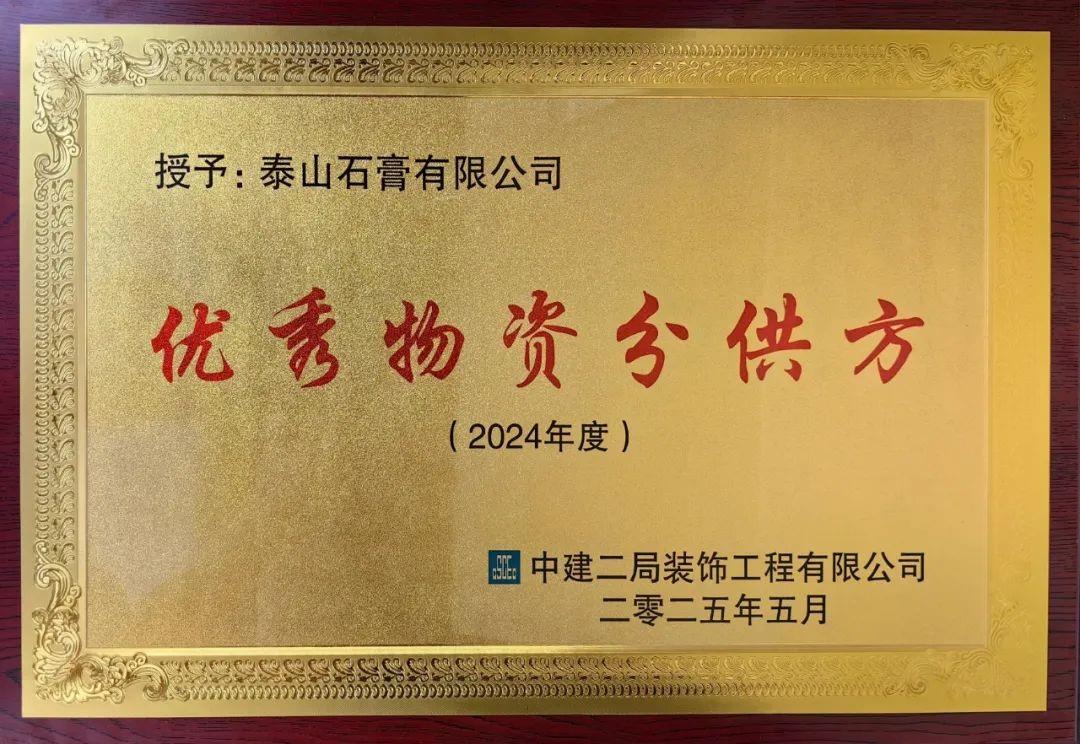 授予：泰山石膏有限公司
优秀物资分供方
（2024年度）
中建二局装饰工程有限公司
二零二五年五月